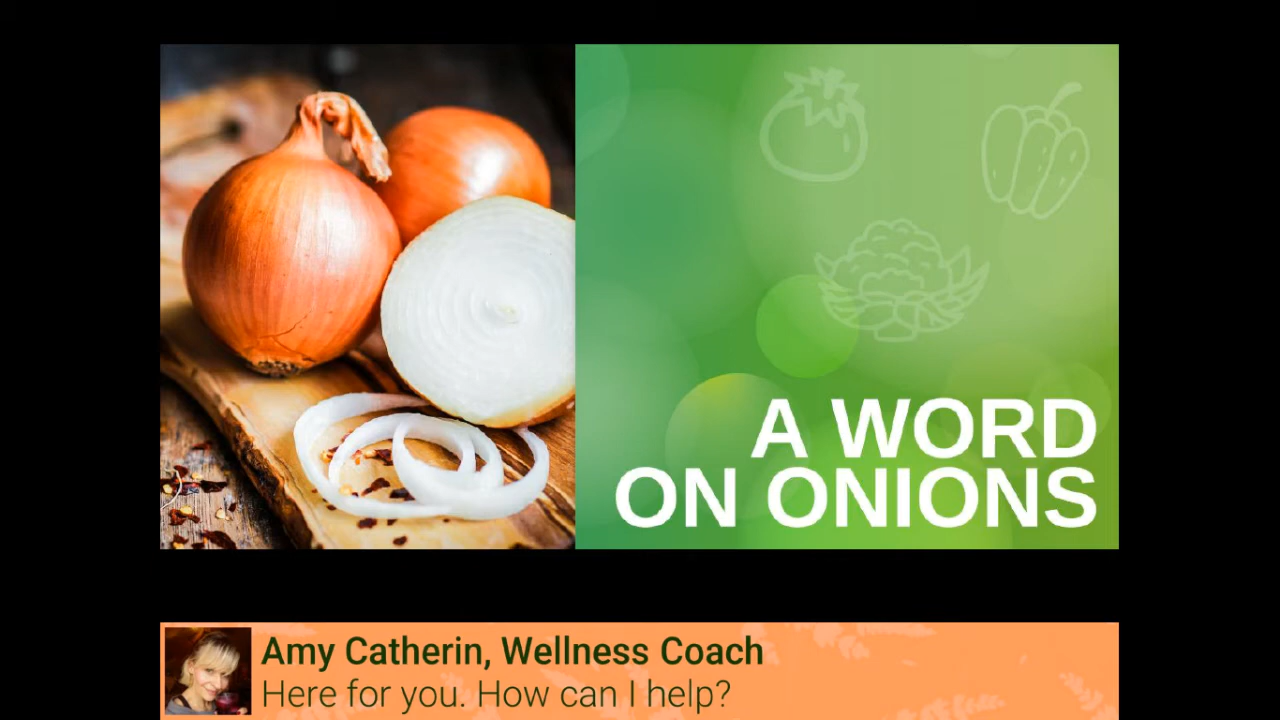 A WORD
ON ONIONS
Amy Catherin, Wellness Coach
Here for you. How can I help?